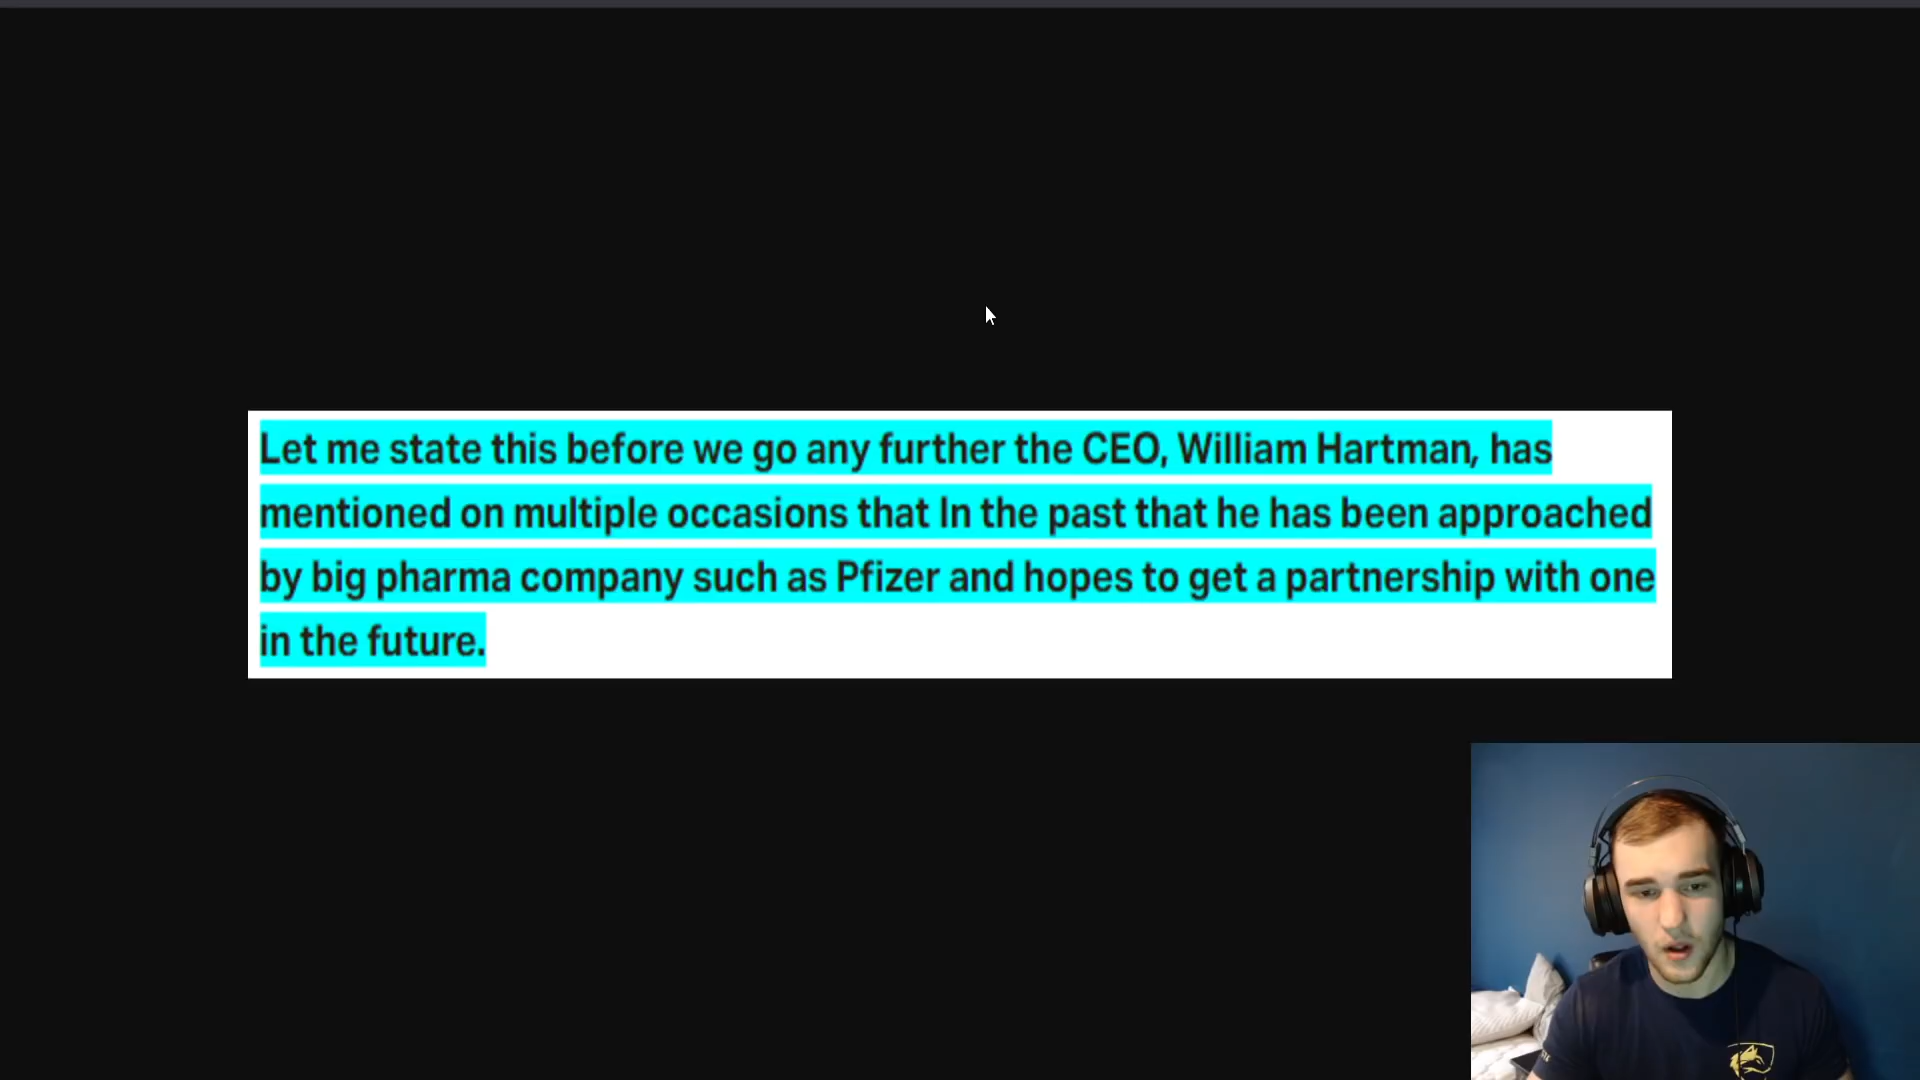 Let me state this before we go any further the CEO, William Hartman, has
mentioned on multiple occasions that In the past that he has been approached
by big pharma company such as Pfizer and hopes to get a partnership with one
in the future.